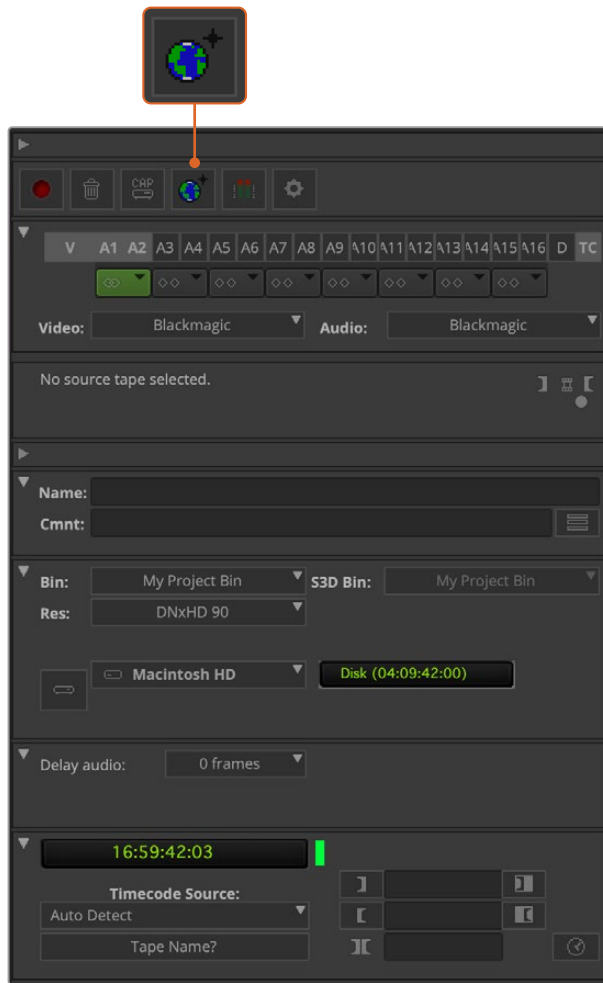 CAP
V A1 A2 A3 A4 A5 A6 A7 A8 A9 A10 A11 A12 A13 A14 A15 A16 D TC
Video: Blackmagic Audio: Blackmagic
No source tape selected.
Name:
Cmnt:
Bin: My Project Bin S3D Bin: My Project Bin
Res: DNxHD 90
Macintosh HD Disk (04:09:42:00)
Delay audio: 0 frames
16:59:42:03
Timecode Source:
Auto Detect
Tape Name?